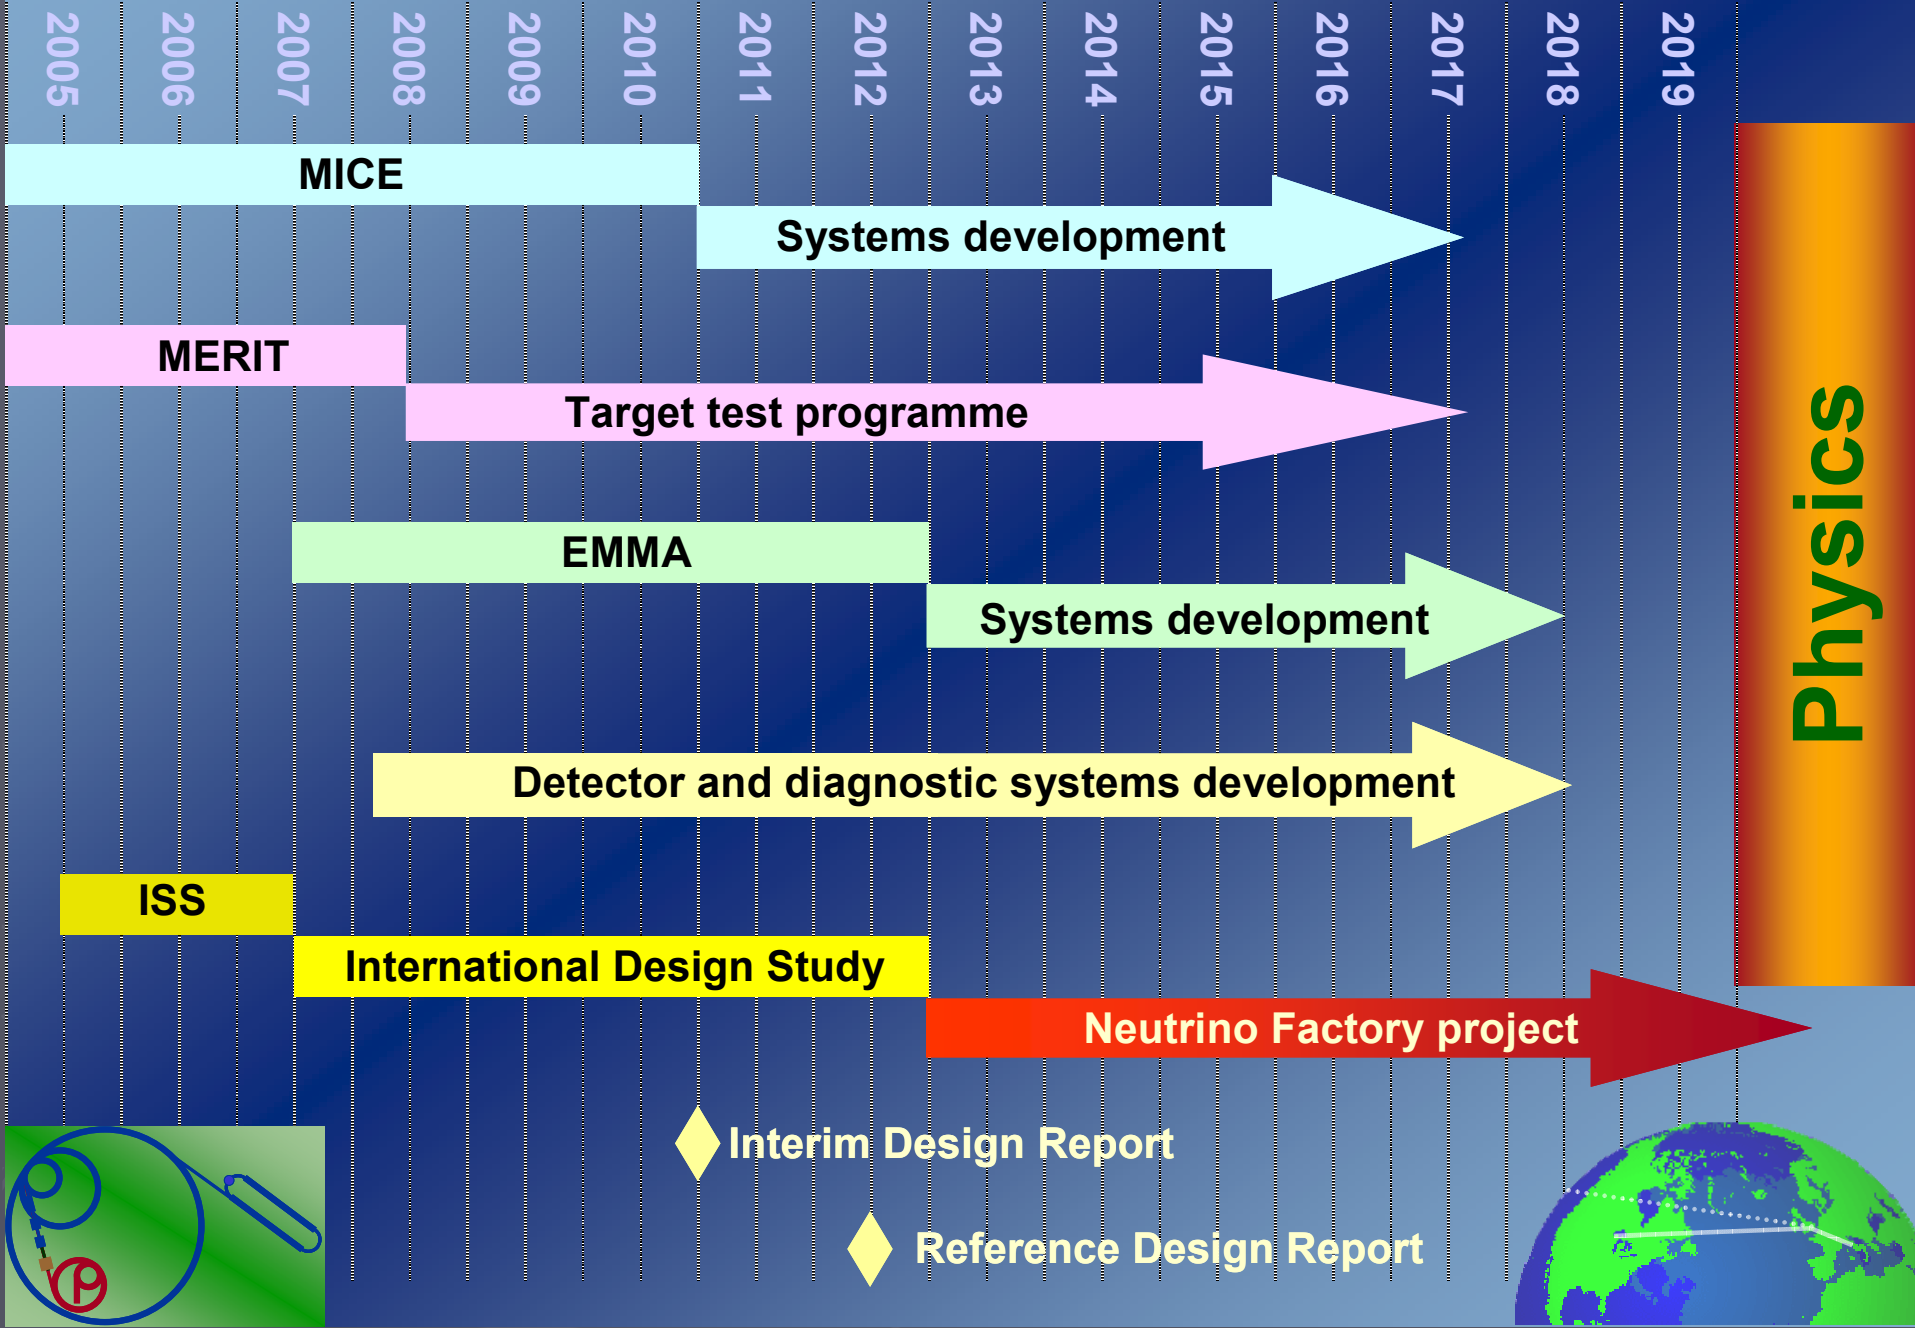 2005
2006
2007
2008
2009
2010
2011
2012
2013
2014
2015
2016
2017
2018
2019
MICE
Systems development
MERIT
Target test programme
EMMA
Systems development
Detector and diagnostic systems development
ISS
International Design Study
Neutrino Factory project
Physics
Interim Design Report
Reference Design Report